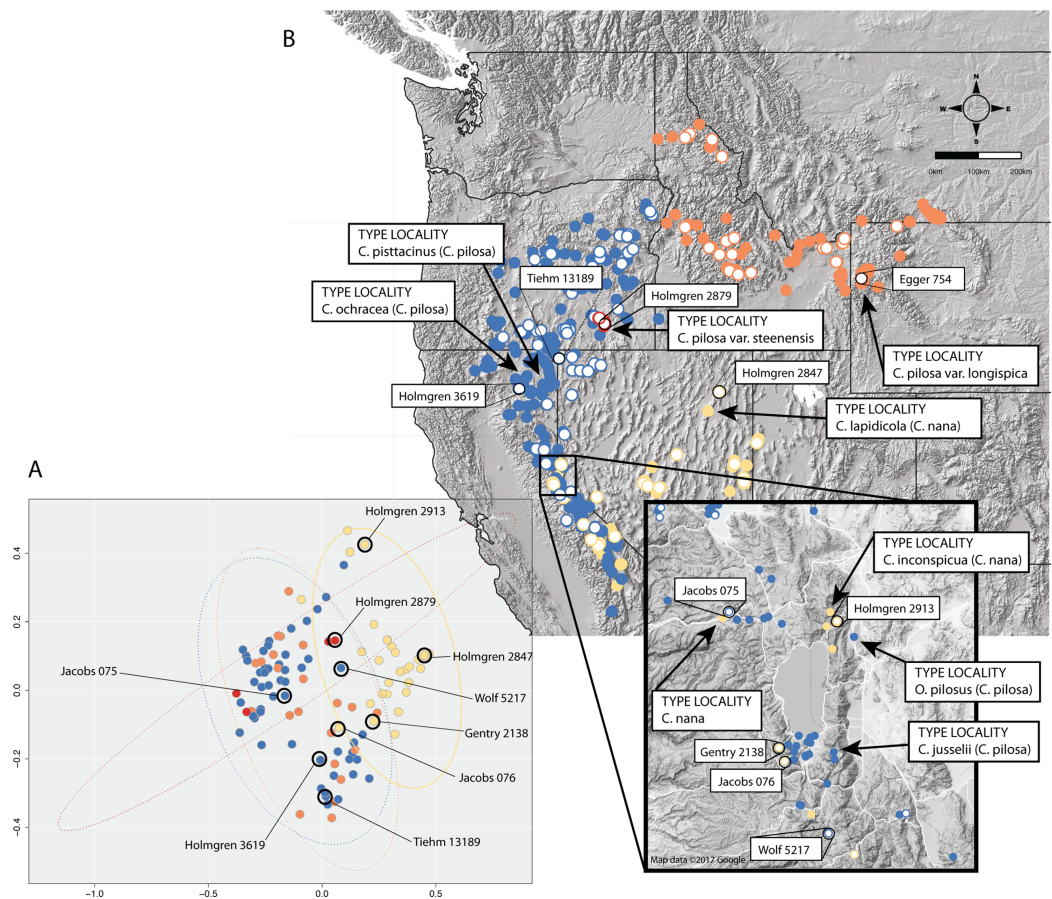 B
N
W
E
S
0km
100km
200km
TYPE LOCALITY
C. pisttacinus (C. pilosa)
Tiehm 13189
Egger 754
TYPE LOCALITY
C. ochracea (C. pilosa)
Holmgren 2879
TYPE LOCALITY
C. pilosa var. steenensis
TYPE LOCALITY
C. pilosa var. longispica
Holmgren 3619
Holmgren 2847
TYPE LOCALITY
C. lapidicola (C. nana)
A
Holmgren 2913
Holmgren 2879
Holmgren 2847
Jacobs 075
Wolf 5217
Gentry 2138
Jacobs 076
Holmgren 3619
Tiehm 13189
0.4
0.2
0.0
-0.2
-0.4
-1.0
-0.5
0.0
0.5
TYPE LOCALITY
C. inconspicua (C. nana)
Jacobs 075
Holmgren 2913
TYPE LOCALITY
O. pilosus (C. pilosa)
TYPE LOCALITY
C. nana
TYPE LOCALITY
C. jusselii (C. pilosa)
Gentry 2138
Jacobs 076
Wolf 5217
Map data ©2017 Google